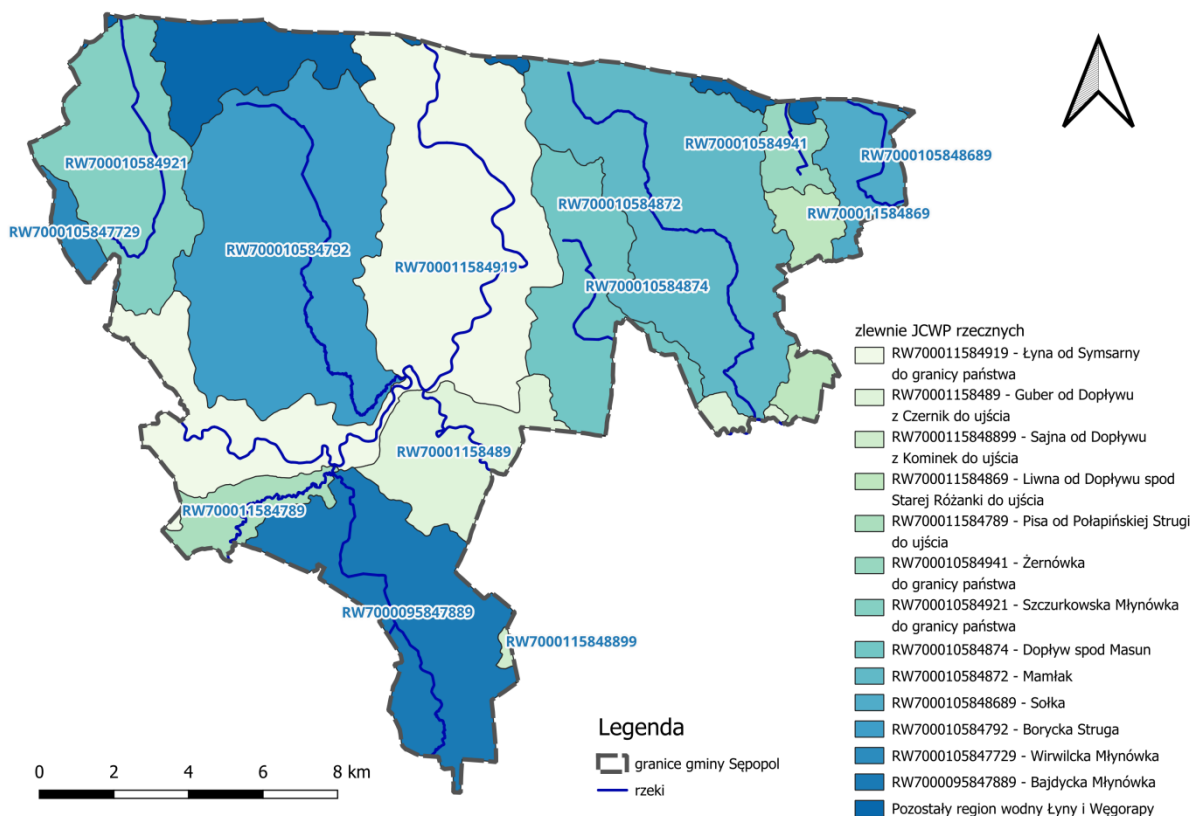 RW700010584921
RW700010584941
RW7000105848689
RW700010584872
RW700011584869
RW7000105847729
RW700010584792
RW700011584919
RW700010584874
RW70001158489
RW700011584789
RW7000095847889
RW7000115848899
zlewnie JCWP rzecznych
RW700011584919 - Łyna od Symsarny
do granicy państwa
RW70001158489 - Guber od Dopływu
z Czernik do ujścia
RW7000115848899 - Sajna od Dopływu
z Kominek do ujścia
RW700011584869 - Liwna od Dopływu spod
Starej Różanki do ujścia
RW700011584789 - Pisa od Połapińskiej Strugi
do ujścia
RW700010584941 - Żernówka
do granicy państwa
RW700010584921 - Szczurkowska Młynówka
do granicy państwa
RW700010584874 - Dopływ spod Masun
RW700010584872 - Mamłak
RW7000105848689 - Sołka
RW700010584792 - Borycka Struga
RW7000105847729 - Wirwilcka Młynówka
RW7000095847889 - Bajdycka Młynówka
Pozostały region wodny Łyny i Węgorapy
Legenda
granice gminy Sępopol
rzeki
0 2 4 6 8 km